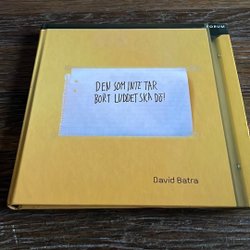 FORUM
DEN SOM INTE TAR
BORT LUDDET SKA DÖ!
David Batra